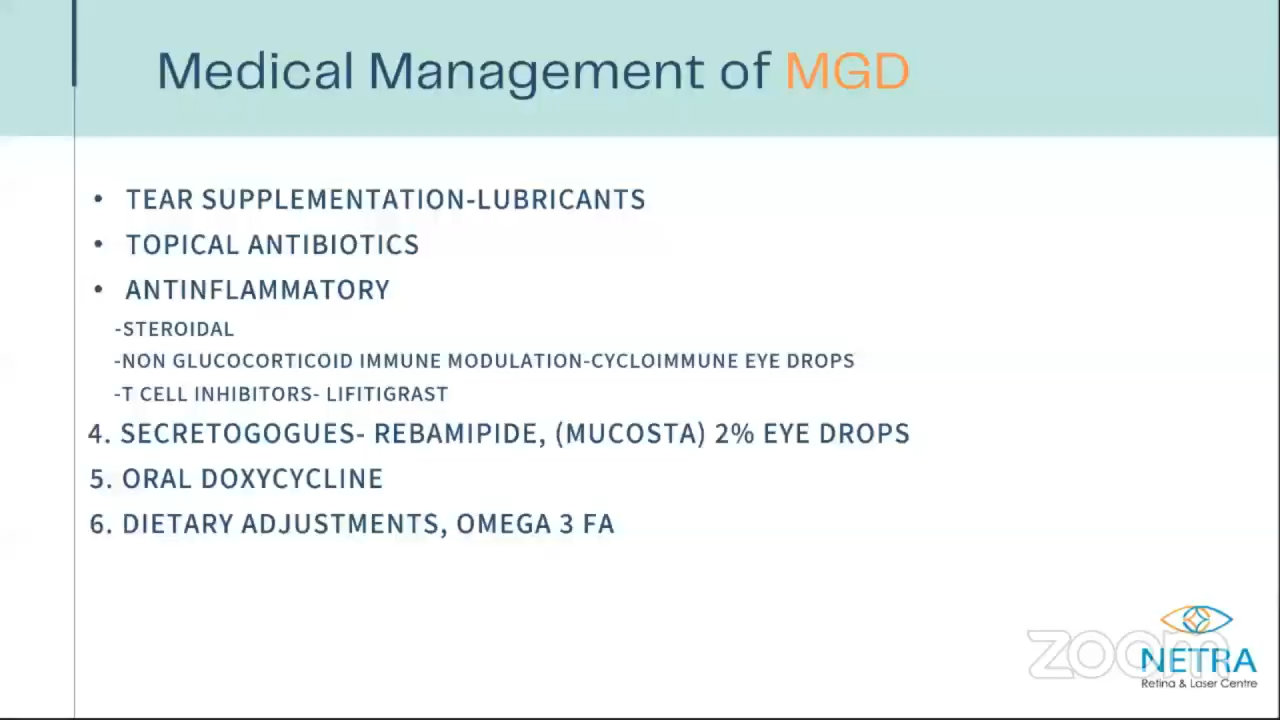 Medical Management of MGD
• TEAR SUPPLEMENTATION-LUBRICANTS
• TOPICAL ANTIBIOTICS
• ANTINFLAMMATORY
-STEROIDAL
-NON GLUCOCORTICOID IMMUNE MODULATION-CYCLOIMMUNE EYE DROPS
-T CELL INHIBITORS- LIFITIGRAST
4. SECRETOGOGUES- REBAMIPIDE, (MUCOSTA) 2% EYE DROPS
5. ORAL DOXYCYCLINE
6. DIETARY ADJUSTMENTS, OMEGA 3 FA
zoom
NETRA
Retina & Laser Centre